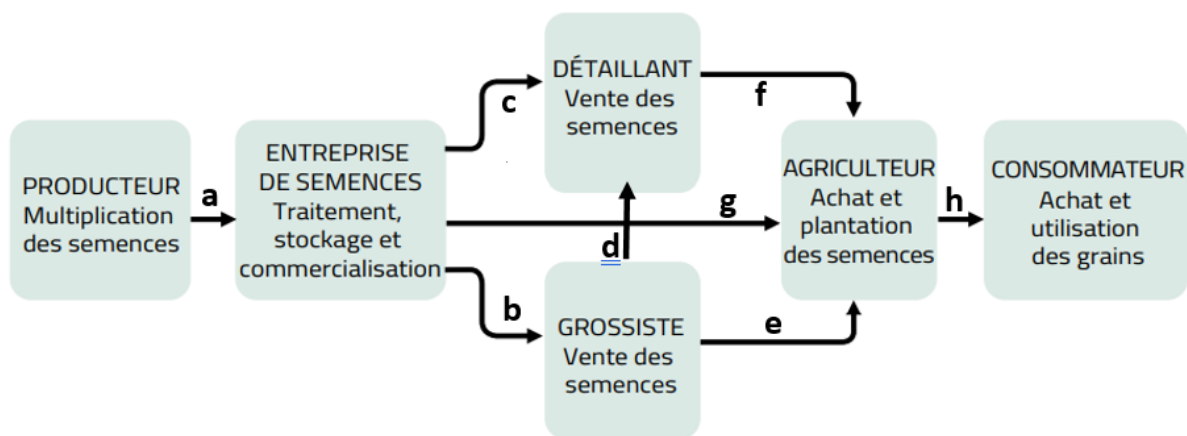 PRODUCTEUR
Multiplication
des semences
a
ENTREPRISE
DE SEMENCES
Traitement,
stockage et
commercialisation
c
b
DÉTAILLANT
Vente des
semences
d
GROSSISTE
Vente des
semences
f
g
e
AGRICULTEUR
Achat et
plantation
des semences
h
CONSOMMATEUR
Achat et
utilisation
des grains